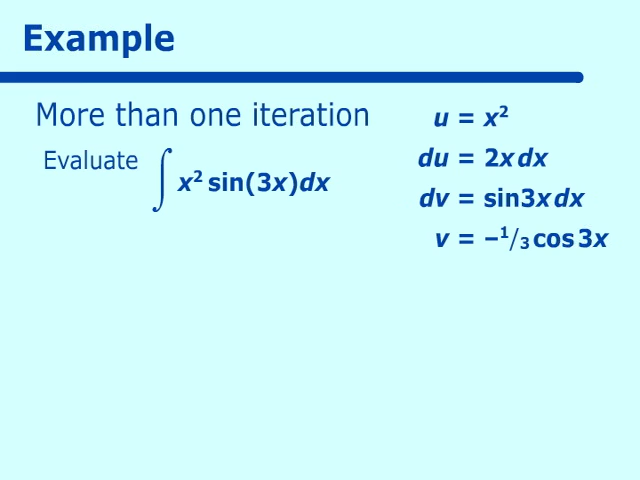 Example
More than one iteration
Evaluate ∫ x² sin(3x)dx
u = x²
du = 2x dx
dv = sin3x dx
v = –¹/₃ cos 3x